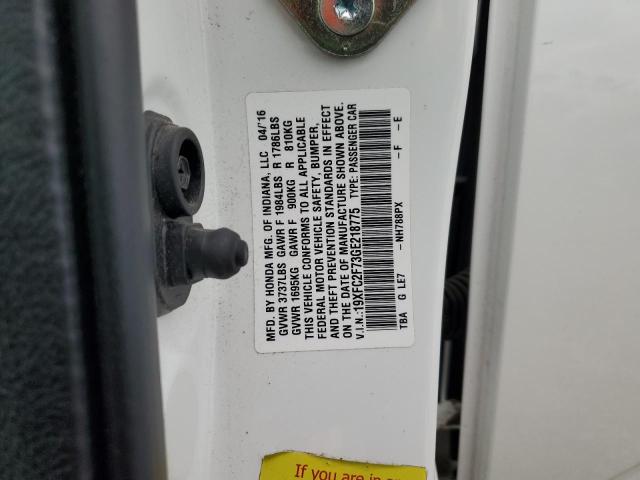 MFD. BY HONDA MFG. OF INDIANA, LLC 04/'16
GVWR 3737LBS GAWR F 1984LBS R 1786LBS
GVWR 1695KG GAWR F 900KG R 810KG
THIS VEHICLE CONFORMS TO ALL APPLICABLE
FEDERAL MOTOR VEHICLE SAFETY, BUMPER,
AND THEFT PREVENTION STANDARDS IN EFFECT
ON THE DATE OF MANUFACTURE SHOWN ABOVE.
V.I.N.:19XFC2F73GE218775 TYPE: PASSENGER CAR
TBA G LE7 –NH788PX –F –E
If you are in